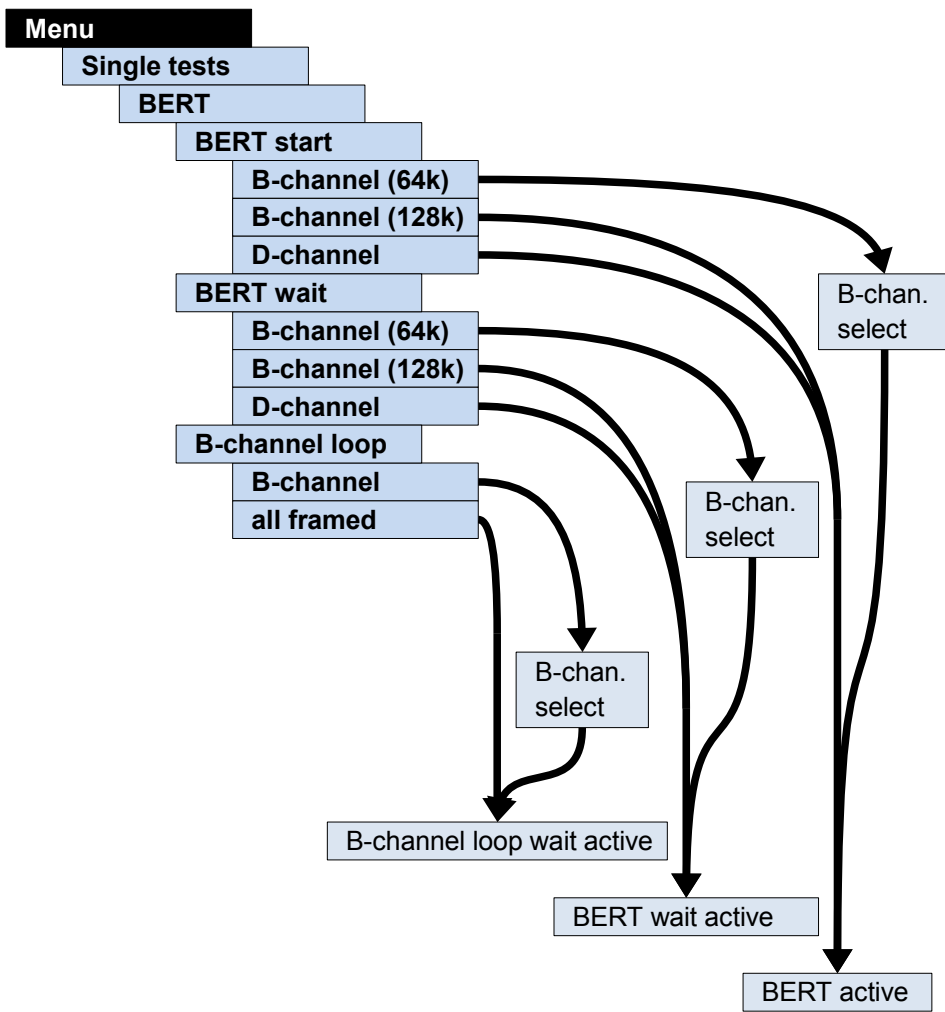 Menu
Single tests
BERT
BERT start
B-channel (64k)
B-channel (128k)
D-channel
BERT wait
B-channel (64k)
B-channel (128k)
D-channel
B-channel loop
B-channel
all framed
B-chan.
select
B-chan.
select
B-chan.
select
B-channel loop wait active
BERT wait active
BERT active